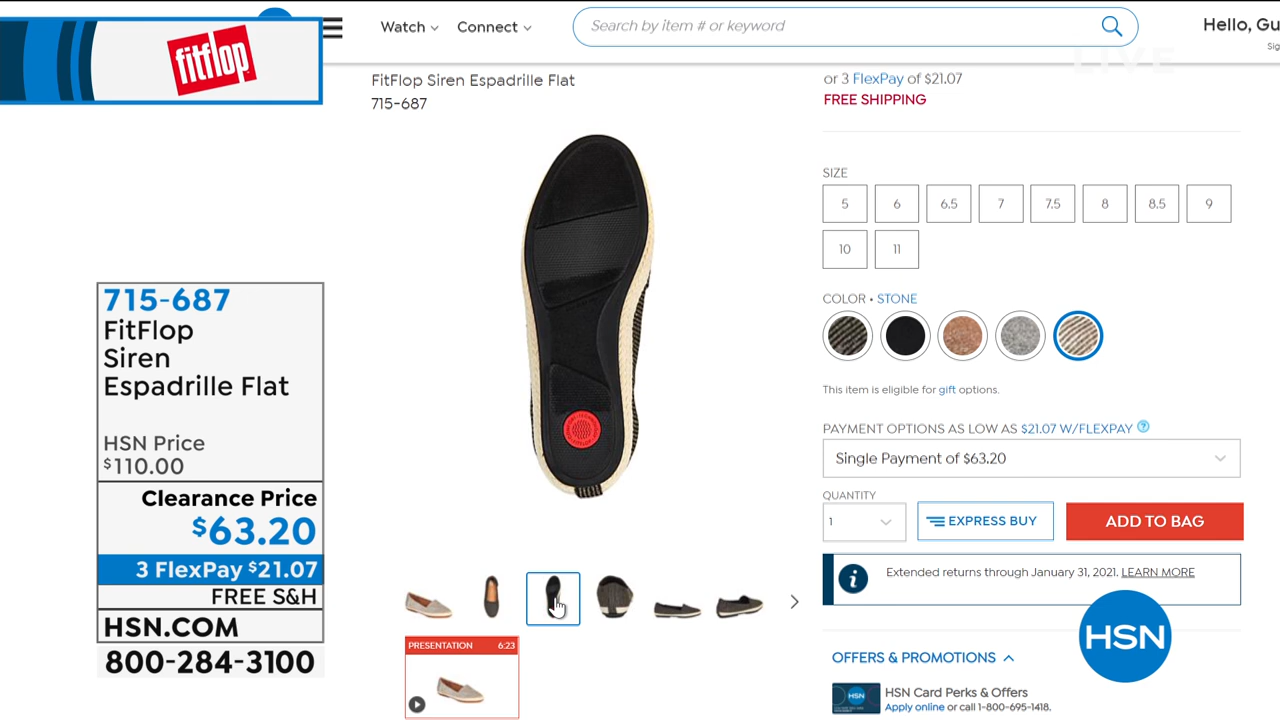 fitflop
Watch
Connect
Search by item # or keyword
Hello, Gu
Sig
LIVE
FitFlop Siren Espadrille Flat
715-687
or 3 FlexPay of $21.07
FREE SHIPPING
SIZE
5 6 6.5 7 7.5 8 8.5 9
10 11
COLOR • STONE
This item is eligible for gift options.
PAYMENT OPTIONS AS LOW AS $21.07 W/FLEXPAY ?
Single Payment of $63.20
QUANTITY
1
EXPRESS BUY
ADD TO BAG
i
Extended returns through January 31, 2021. LEARN MORE
HSN
OFFERS & PROMOTIONS
HSN
HSN Card Perks & Offers
Apply online or call 1-800-695-1418.
PRESENTATION 6:23
715-687
FitFlop
Siren
Espadrille Flat
HSN Price
$110.00
Clearance Price
$63.20
3 FlexPay $21.07
FREE S&H
HSN.COM
800-284-3100